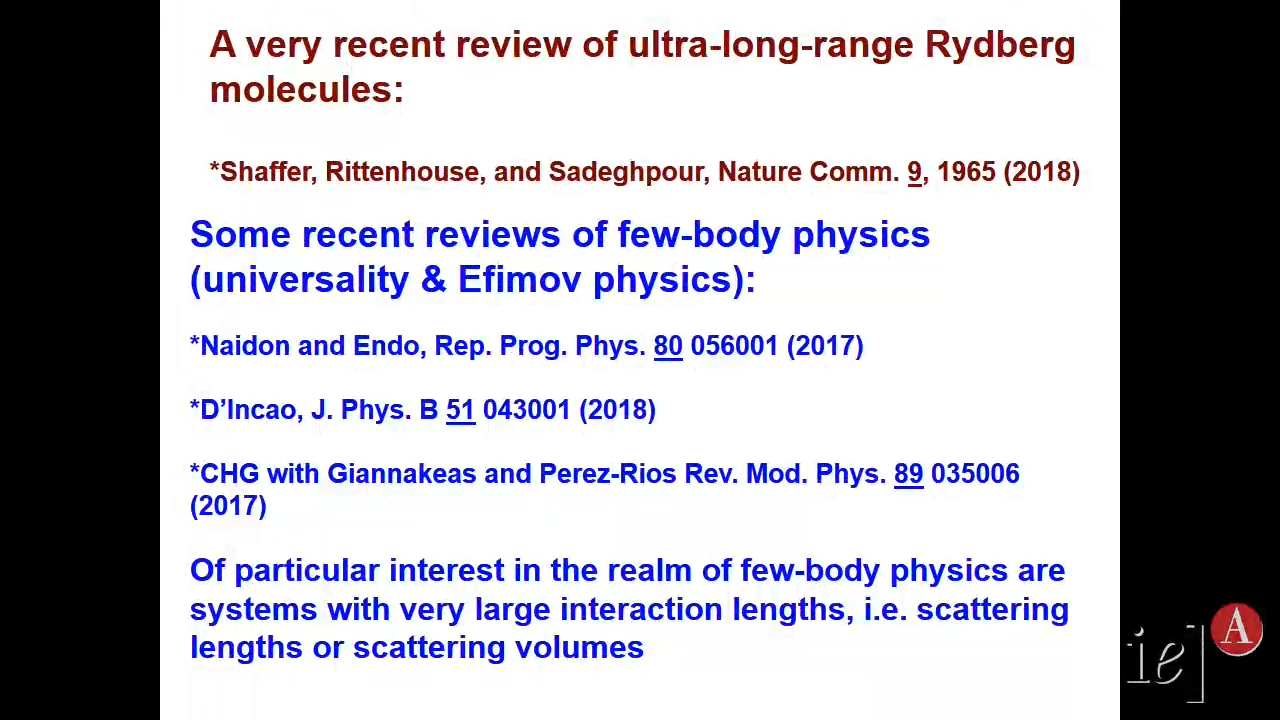 A very recent review of ultra-long-range Rydberg
molecules:
*Shaffer, Rittenhouse, and Sadeghpour, Nature Comm. 9, 1965 (2018)
Some recent reviews of few-body physics
(universality & Efimov physics):
*Naidon and Endo, Rep. Prog. Phys. 80 056001 (2017)
*D’Incao, J. Phys. B 51 043001 (2018)
*CHG with Giannakeas and Perez-Rios Rev. Mod. Phys. 89 035006
(2017)
Of particular interest in the realm of few-body physics are
systems with very large interaction lengths, i.e. scattering
lengths or scattering volumes
ie]
A